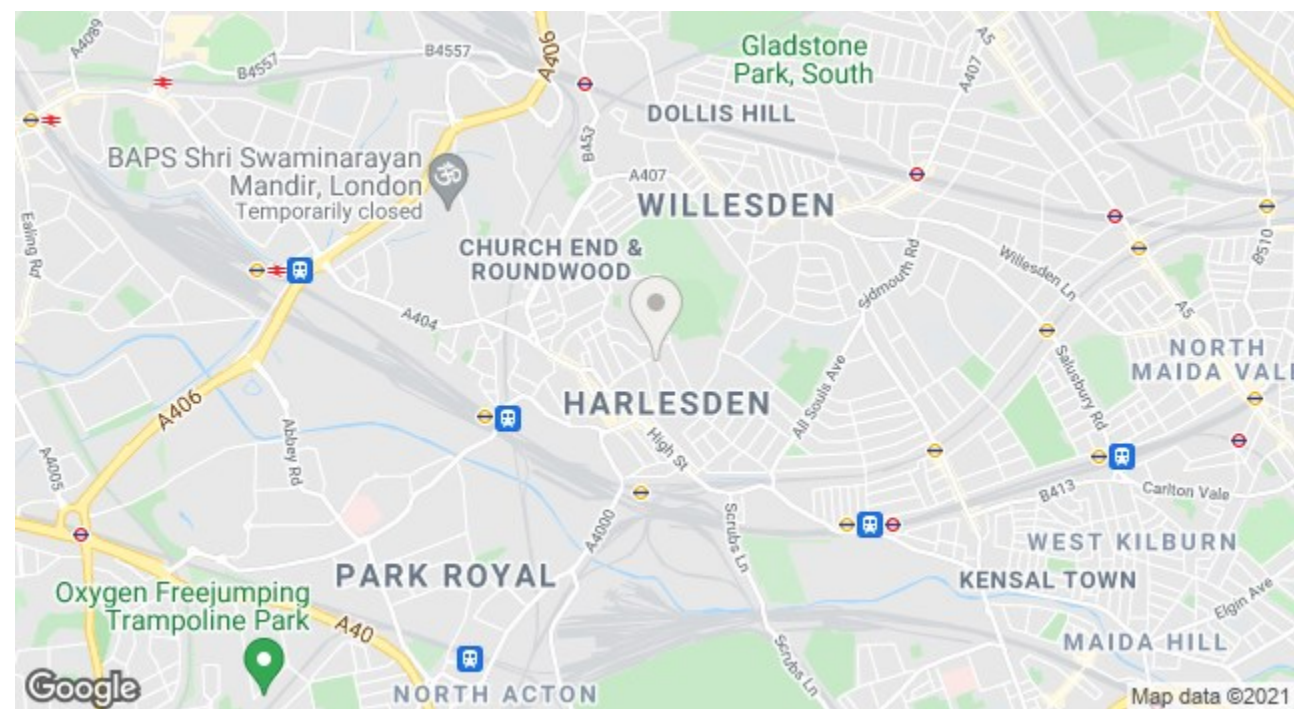 A4089
B4557
B4557
A406
Gladstone
Park, South
A5
A407
DOLLIS HILL
B453
BAPS Shri Swaminarayan
Mandir, London
Temporarily closed
A407
WILLESDEN
Ealing Rd
CHURCH END &
ROUNDWOOD
Sidmouth Rd
Willesden Ln
B510
A404
A5
NORTH
MAIDA VALE
Salusbury Rd
A406
HARLESDEN
All Souls Ave
Abbey Rd
High St
A4005
B413
Carlton Vale
Scrubs Ln
A4000
WEST KILBURN
PARK ROYAL
KENSAL TOWN
Oxygen Freejumping
Trampoline Park
A40
Elgin Ave
MAIDA HILL
Scrubs Ln
NORTH ACTON
Google
Map data ©2021